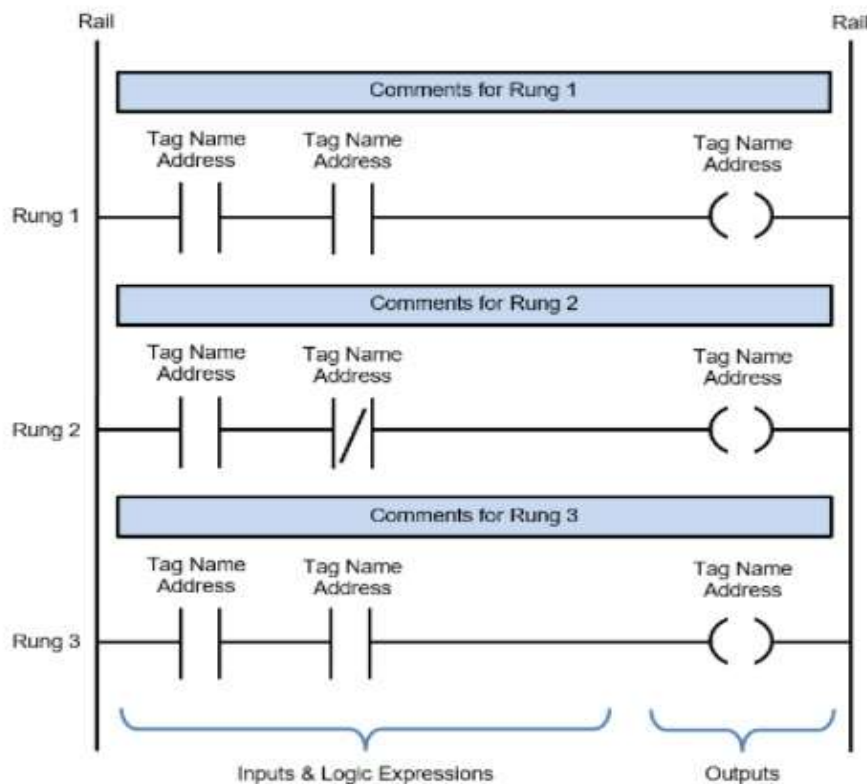 Rail
Rail
Comments for Rung 1
Tag Name
Address
Tag Name
Address
Tag Name
Address
Rung 1
Comments for Rung 2
Tag Name
Address
Tag Name
Address
Tag Name
Address
Rung 2
Comments for Rung 3
Tag Name
Address
Tag Name
Address
Tag Name
Address
Rung 3
Inputs & Logic Expressions
Outputs